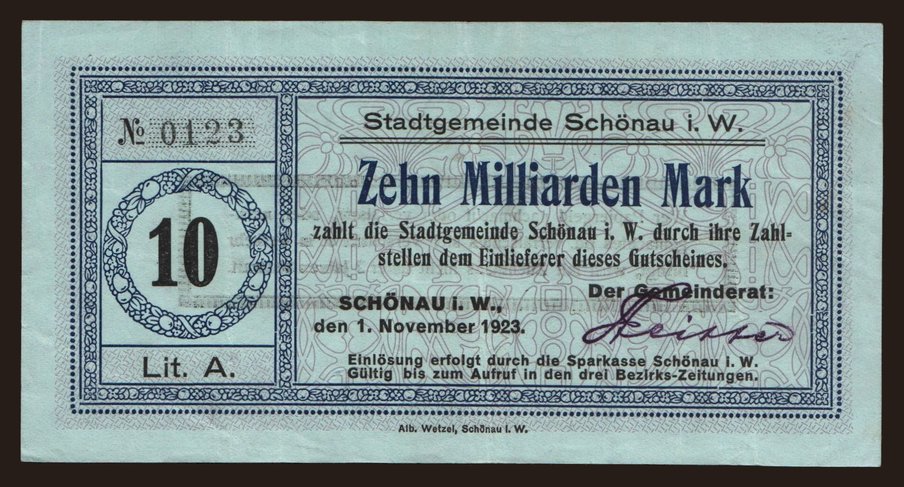 № 0123
10
Lit. A.
Stadtgemeinde Schönau i. W.
Zehn Milliarden Mark
zahlt die Stadtgemeinde Schönau i. W. durch ihre Zahl-
stellen dem Einlieferer dieses Gutscheines.
SCHÖNAU i. W.,
den 1. November 1923.
Der Gemeinderat:
Einlösung erfolgt durch die Sparkasse Schönau i. W.
Gültig bis zum Aufruf in den drei Bezirks-Zeitungen.
Alb. Wetzel, Schönau i. W.